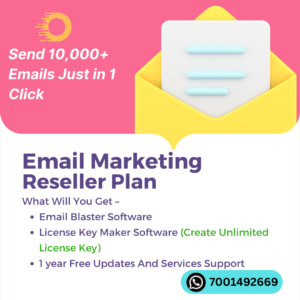 Send 10,000+
Emails Just in 1
Click
Email Marketing
Reseller Plan
What Will You Get –
• Email Blaster Software
• License Key Maker Software (Create Unlimited
License Key)
• 1 year Free Updates And Services Support
7001492669